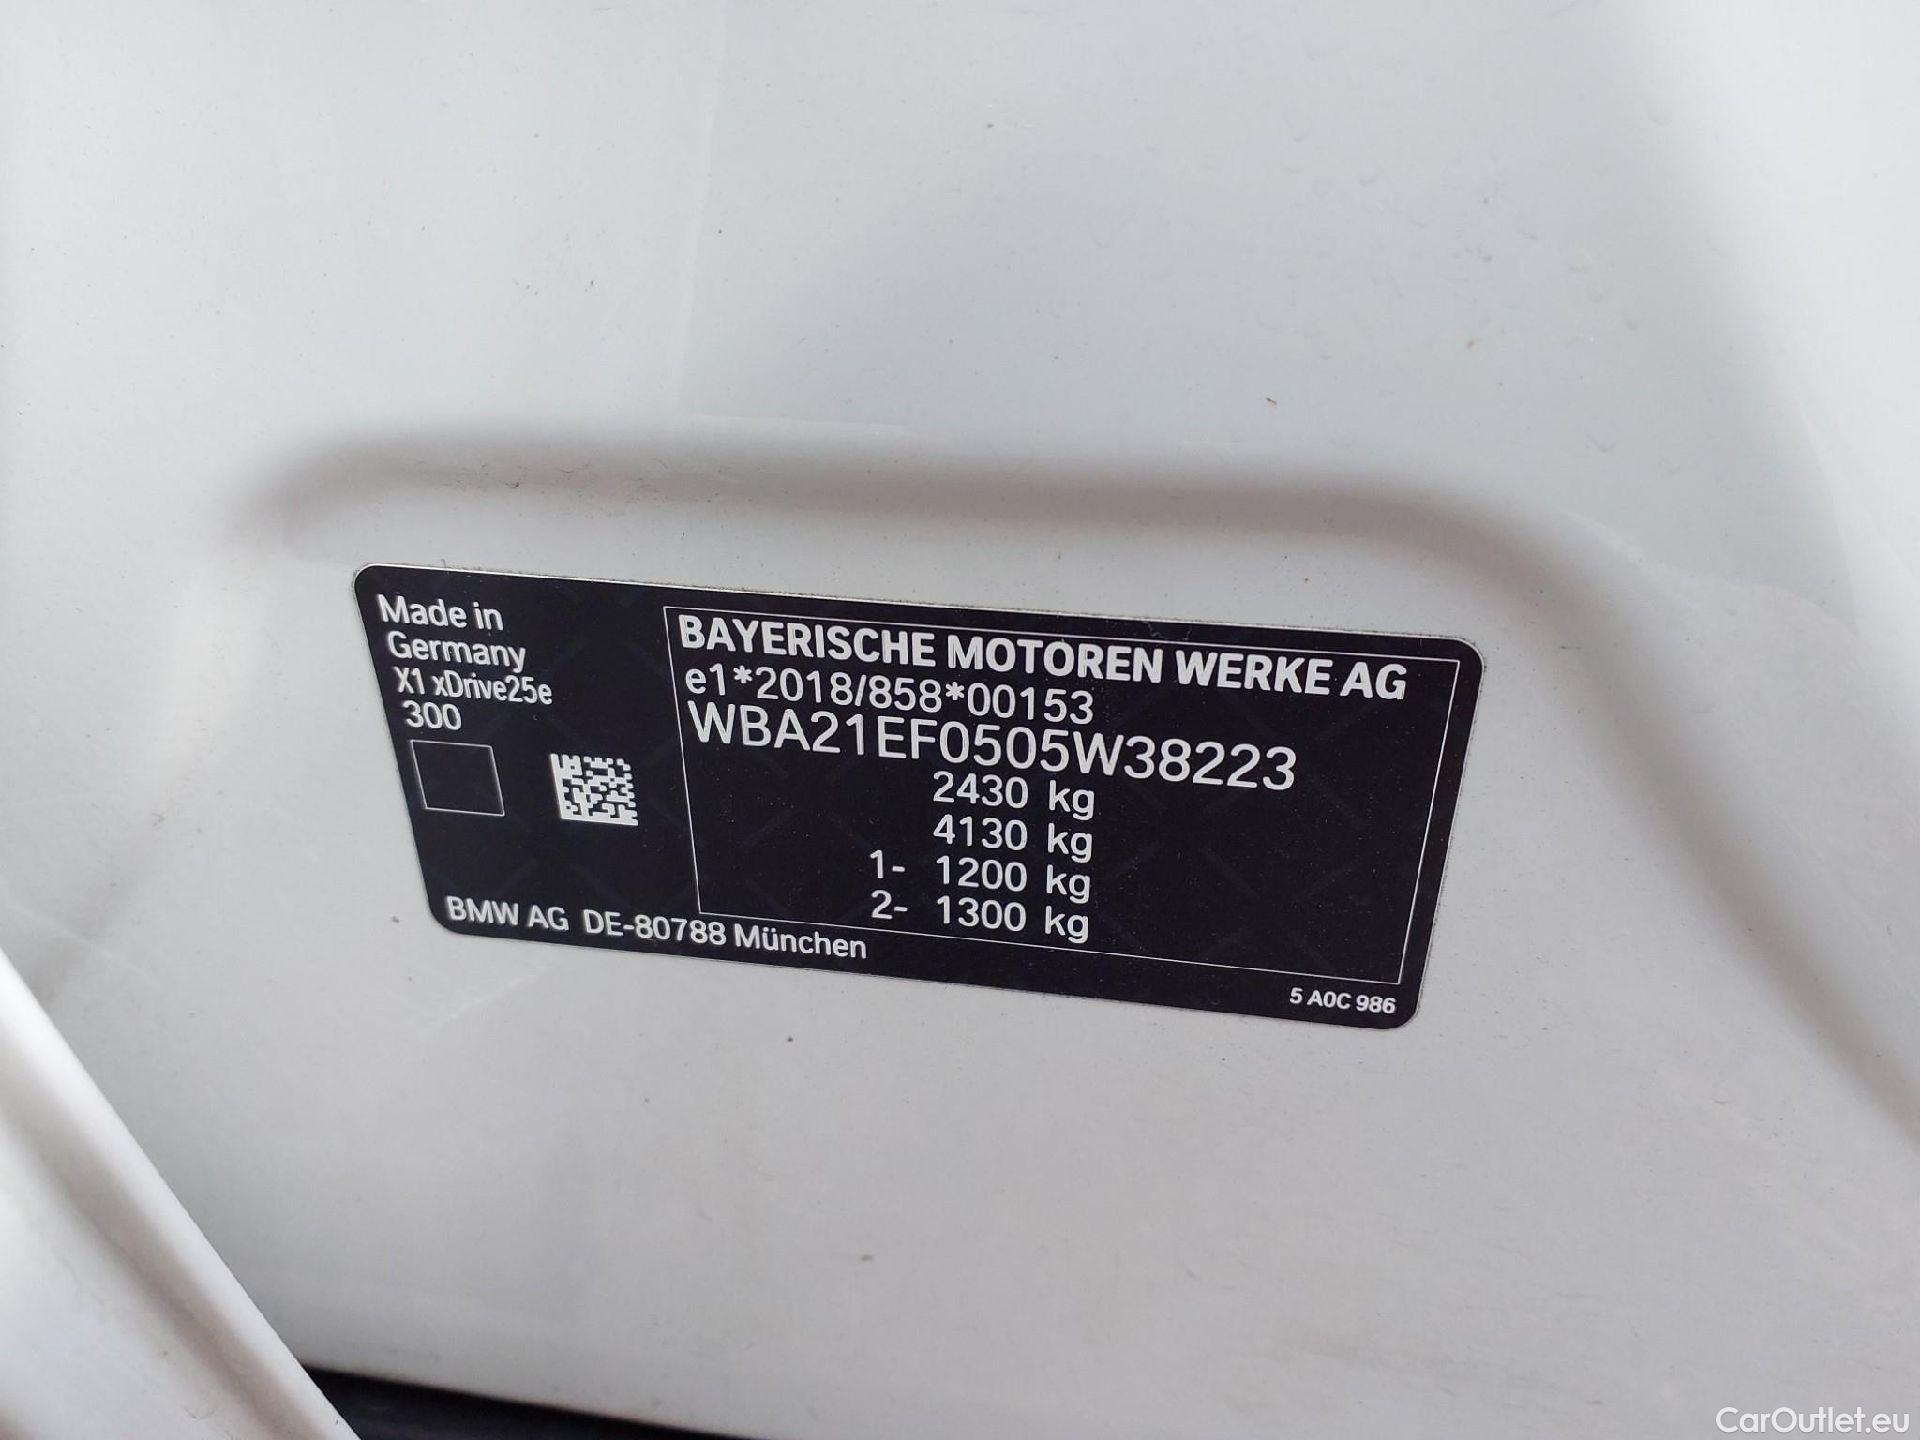 Made in
Germany
X1 xDrive25e
300
BAYERISCHE MOTOREN WERKE AG
e1*2018/858*00153
WBA21EF0505W38223
2430 kg
4130 kg
1- 1200 kg
2- 1300 kg
BMW AG DE-80788 München
5 A0C 986
CarOutlet.eu